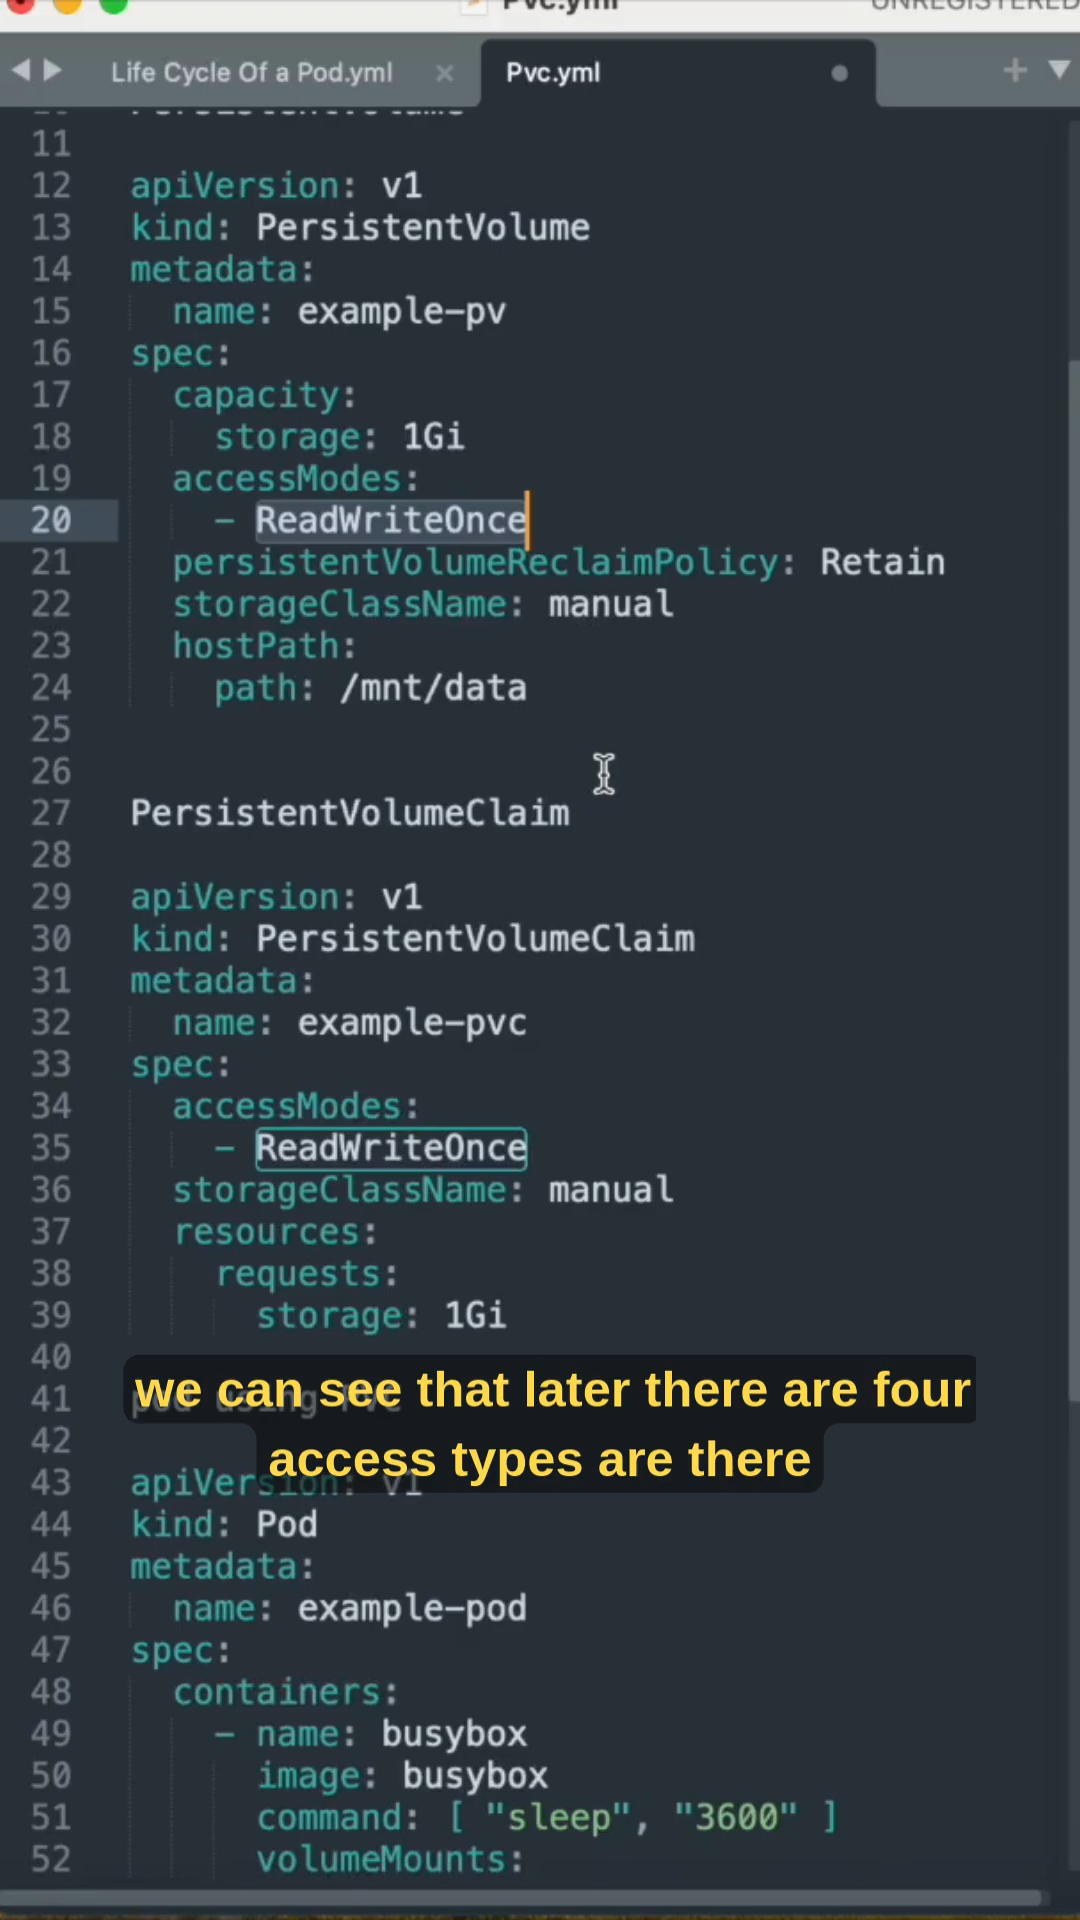 Pvc.yml
UNREGISTERED
Life Cycle Of a Pod.yml
Pvc.yml
10 PersistentVolume
11
12 apiVersion: v1
13 kind: PersistentVolume
14 metadata:
15 name: example-pv
16 spec:
17 capacity:
18 storage: 1Gi
19 accessModes:
20 - ReadWriteOnce
21 persistentVolumeReclaimPolicy: Retain
22 storageClassName: manual
23 hostPath:
24 path: /mnt/data
25
26
27 PersistentVolumeClaim
28
29 apiVersion: v1
30 kind: PersistentVolumeClaim
31 metadata:
32 name: example-pvc
33 spec:
34 accessModes:
35 - ReadWriteOnce
36 storageClassName: manual
37 resources:
38 requests:
39 storage: 1Gi
40
we can see that later there are four
41 pod using PVC
42
access types are there
43 apiVersion: v1
44 kind: Pod
45 metadata:
46 name: example-pod
47 spec:
48 containers:
49 - name: busybox
50 image: busybox
51 command: [ "sleep", "3600" ]
52 volumeMounts: